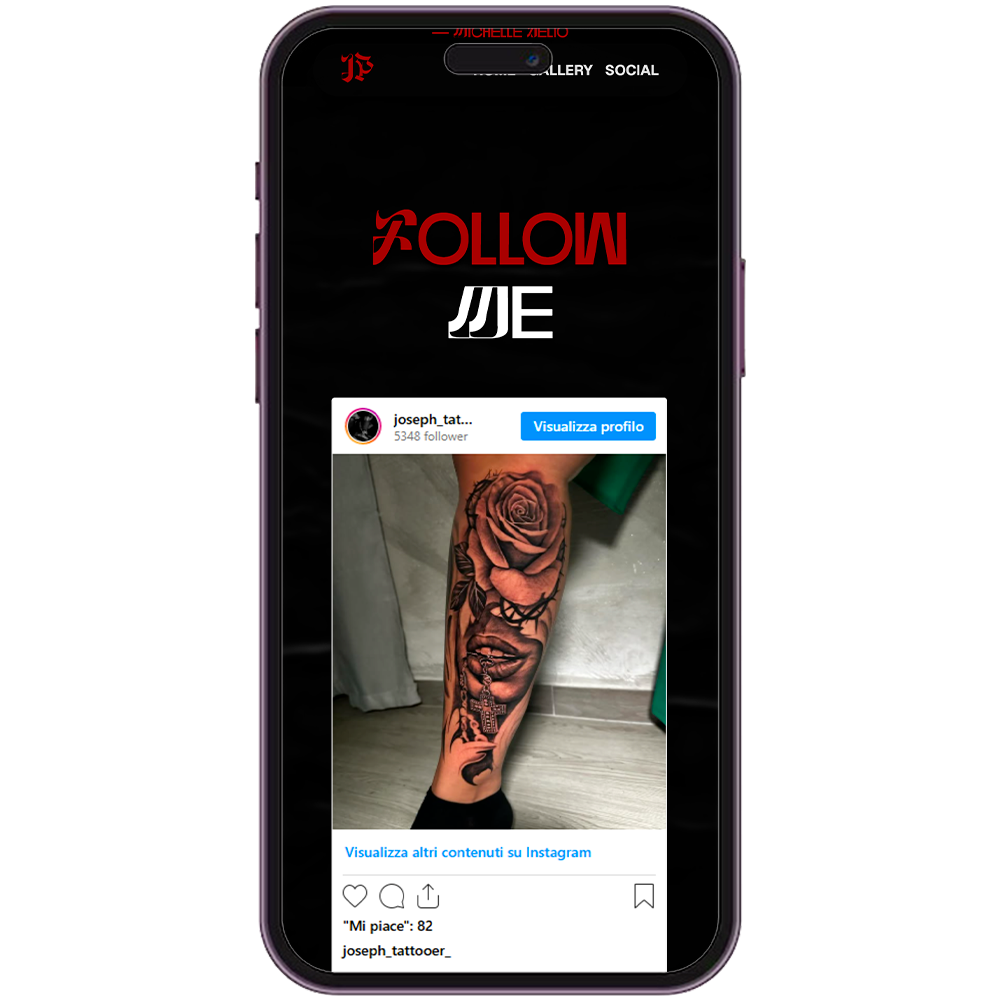 — MICHELLE MELIO
JP
HOME GALLERY SOCIAL
FOLLOW
ME
joseph_tat...
5348 follower
Visualizza profilo
Visualizza altri contenuti su Instagram
"Mi piace": 82
joseph_tattooer_